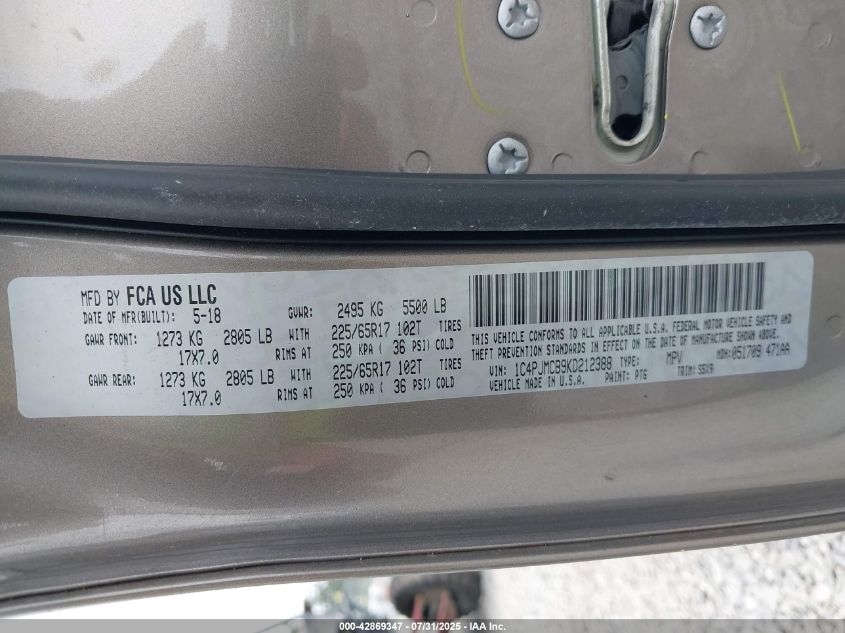 MFD BY FCA US LLC
DATE OF MFR(BUILT): 5-18 GVWR: 2495 KG 5500 LB
GAWR FRONT: 1273 KG 2805 LB WITH 225/65R17 102T TIRES
17X7.0 RIMS AT 250 KPA ( 36 PSI) COLD
GAWR REAR: 1273 KG 2805 LB WITH 225/65R17 102T TIRES
17X7.0 RIMS AT 250 KPA ( 36 PSI) COLD
THIS VEHICLE CONFORMS TO ALL APPLICABLE U.S.A. FEDERAL MOTOR VEHICLE SAFETY AND
THEFT PREVENTION STANDARDS IN EFFECT ON THE DATE OF MANUFACTURE SHOWN ABOVE.
VIN: 1C4PJMCB9KD212388 TYPE: MPV MDH: 051709 471AA
VEHICLE MADE IN U.S.A. PAINT: PTG TRIM: S5X9
000-42869347 - 07/31/2025 - IAA Inc.